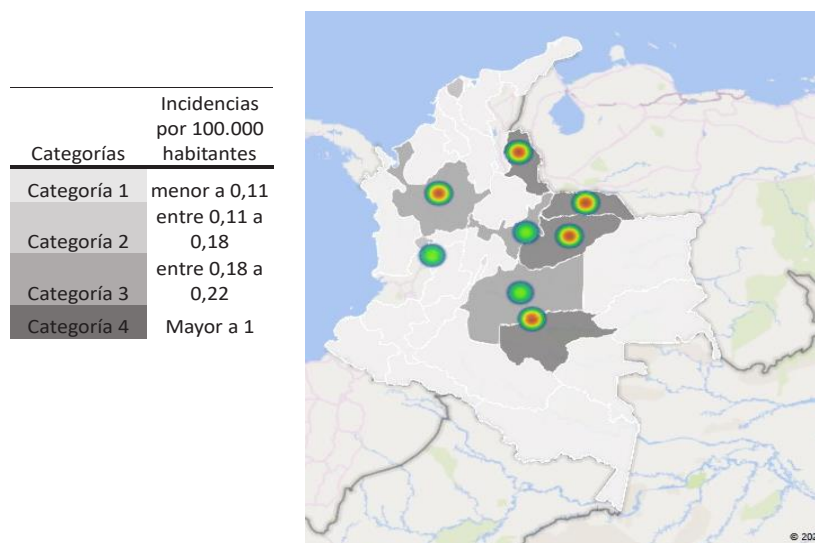 Incidencias
por 100.000
Categorías habitantes
Categoría 1 menor a 0,11
entre 0,11 a
Categoría 2 0,18
entre 0,18 a
Categoría 3 0,22
Categoría 4 Mayor a 1